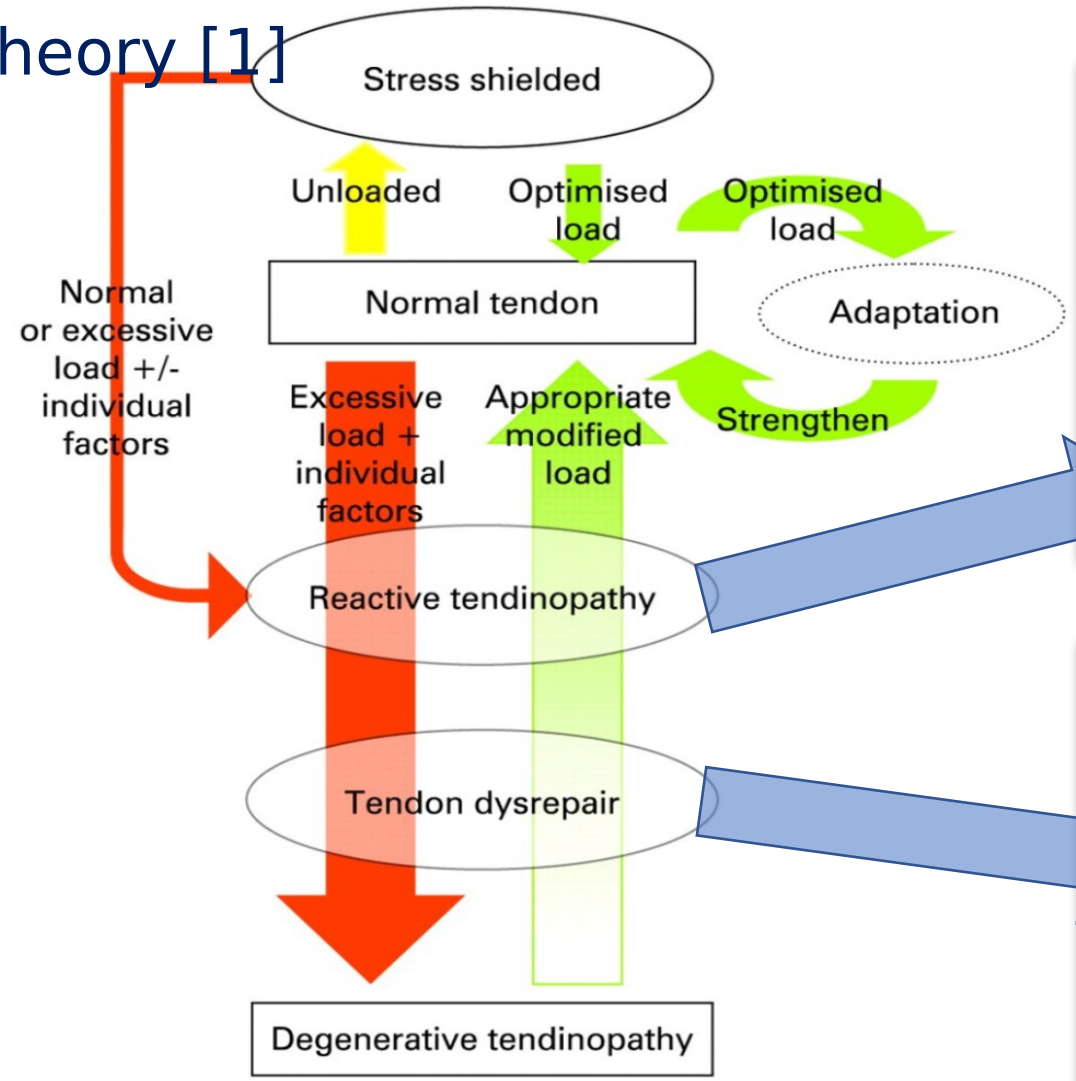 heory [1]
Stress shielded
Unloaded
Optimised
load
Optimised
load
Normal tendon
Adaptation
Normal
or excessive
load +/-
individual
factors
Excessive
load +
individual
factors
Appropriate
modified
load
Strengthen
Reactive tendinopathy
Tendon dysrepair
Degenerative tendinopathy